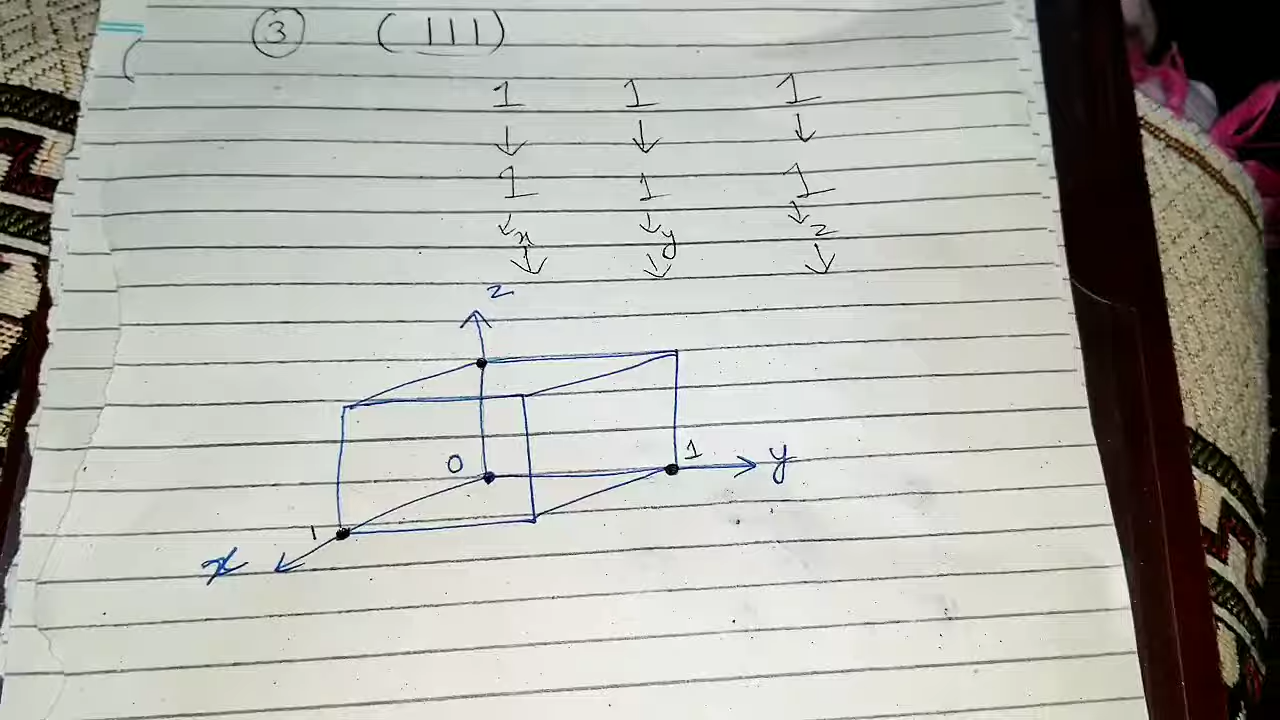 ③ (111)
1 1 1
↓ ↓ ↓
1 1 1
↓ ↓ ↓
x y z
↓ ↓ ↓
z
0 1 y
1
x